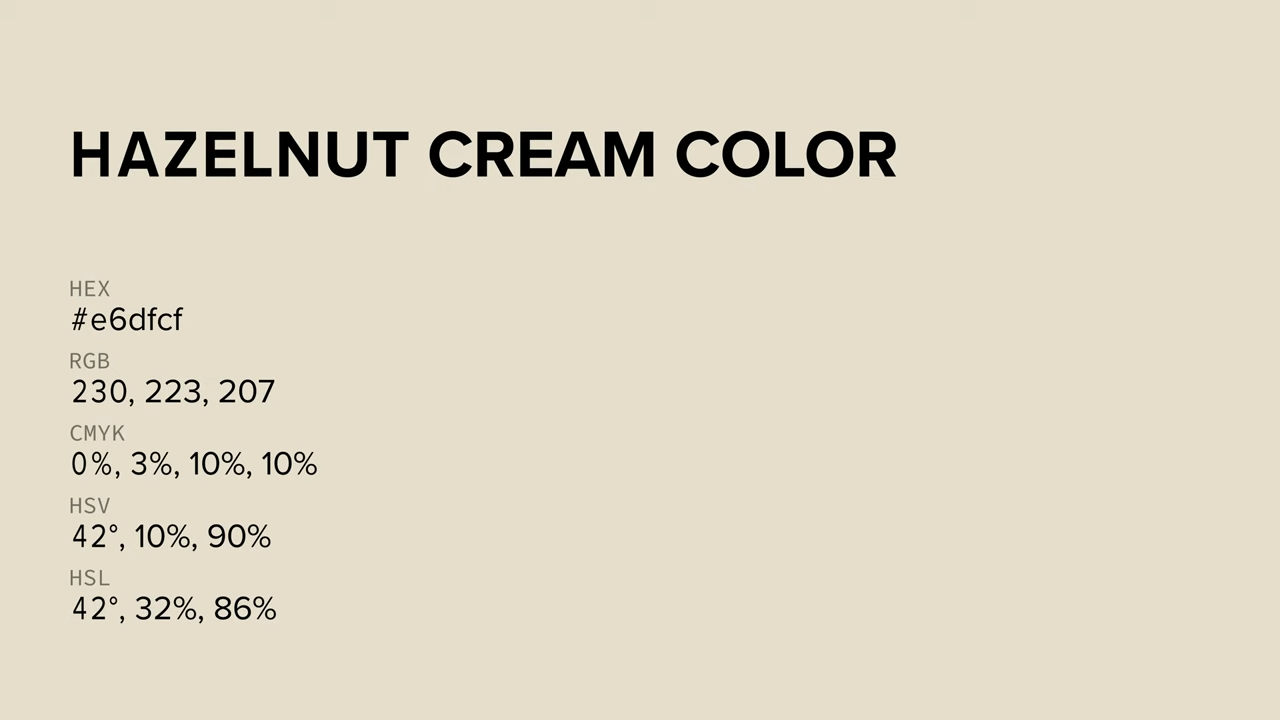 HAZELNUT CREAM COLOR
HEX
#e6dfcf
RGB
230, 223, 207
CMYK
0%, 3%, 10%, 10%
HSV
42°, 10%, 90%
HSL
42°, 32%, 86%